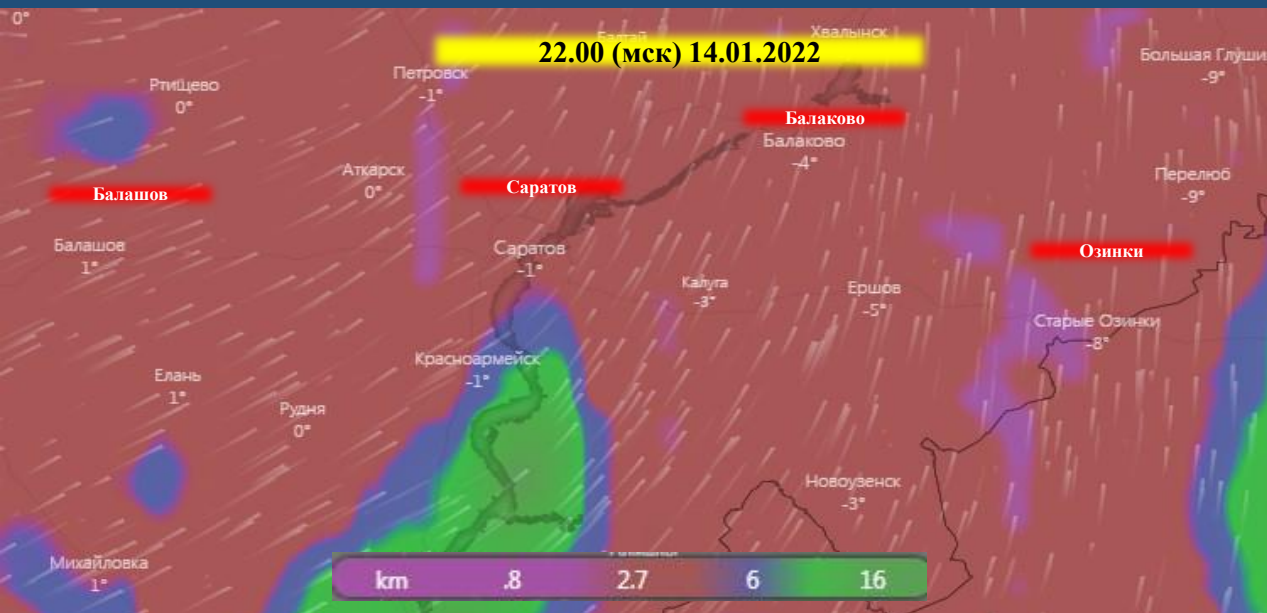 0°
Хвалынск
22.00 (мск) 14.01.2022
Большая Глуши
-9°
Петровск
-1°
Ртищево
0°
Балаково
Балаково
-4°
Аткарск
0°
Перелюб
-9°
Балашов
Саратов
Балашов
1°
Саратов
-1°
Озинки
Калуга
-3°
Ершов
-5°
Старые Озинки
-8°
Красноармейск
-1°
Елань
1°
Рудня
0°
Новоузенск
-3°
Михайловка
1°
km .8 2.7 6 16